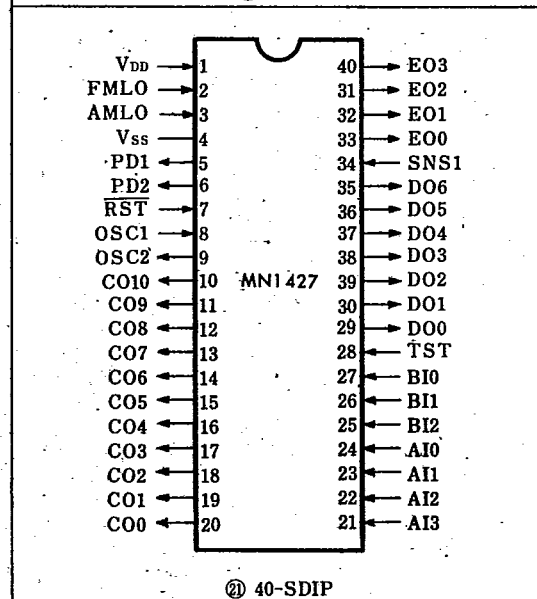 VDD 1 40 EO3
FMLO 2 31 EO2
AMLO 3 32 EO1
Vss 4 33 EO0
PD1 5 34 SNS1
PD2 6 35 DO6
RST 7 36 DO5
OSC1 8 37 DO4
OSC2 9 38 DO3
CO10 10 MN1427 39 DO2
CO9 11 30 DO1
CO8 12 29 DO0
CO7 13 28 TST
CO6 14 27 BI0
CO5 15 26 BI1
CO4 16 25 BI2
CO3 17 24 AI0
CO2 18 23 AI1
CO1 19 22 AI2
CO0 20 21 AI3
㉑ 40-SDIP